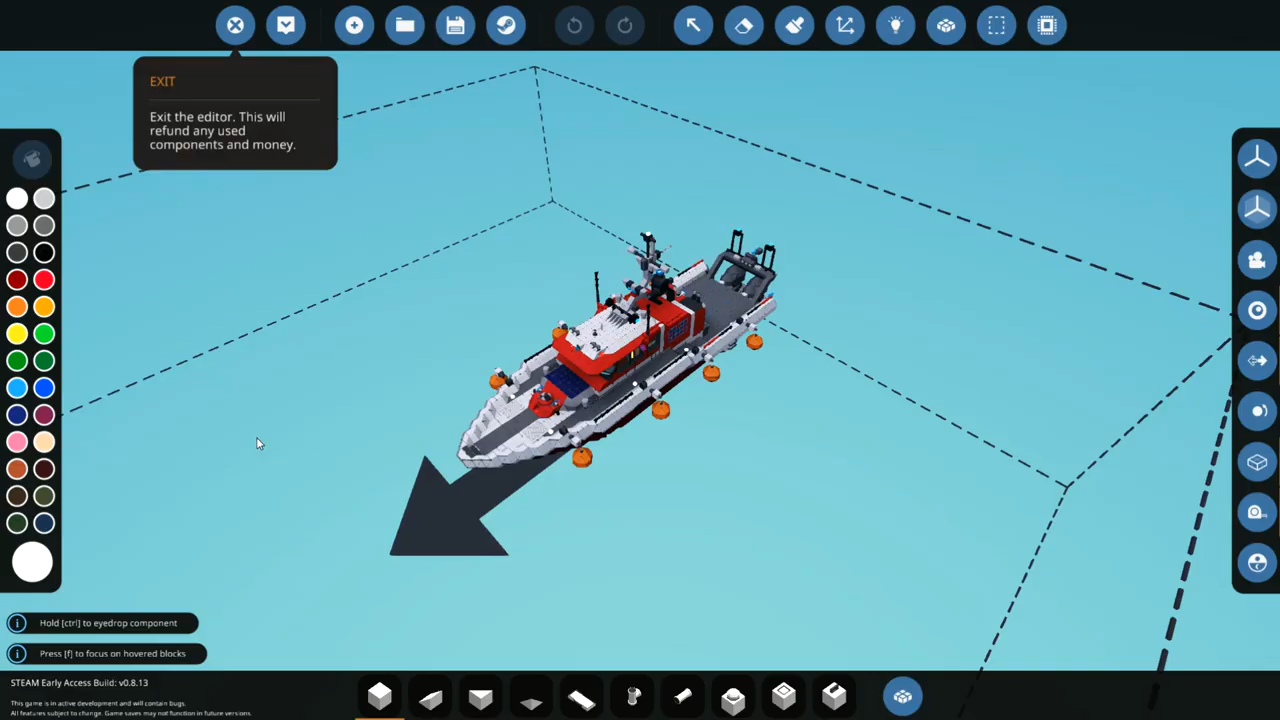 EXIT
Exit the editor. This will
refund any used
components and money.
Hold [ctrl] to eyedrop component
Press [f] to focus on hovered blocks
STEAM Early Access Build: v0.8.13
This game is in active development and will contain bugs.
All features subject to change. Game saves may not function in future versions.